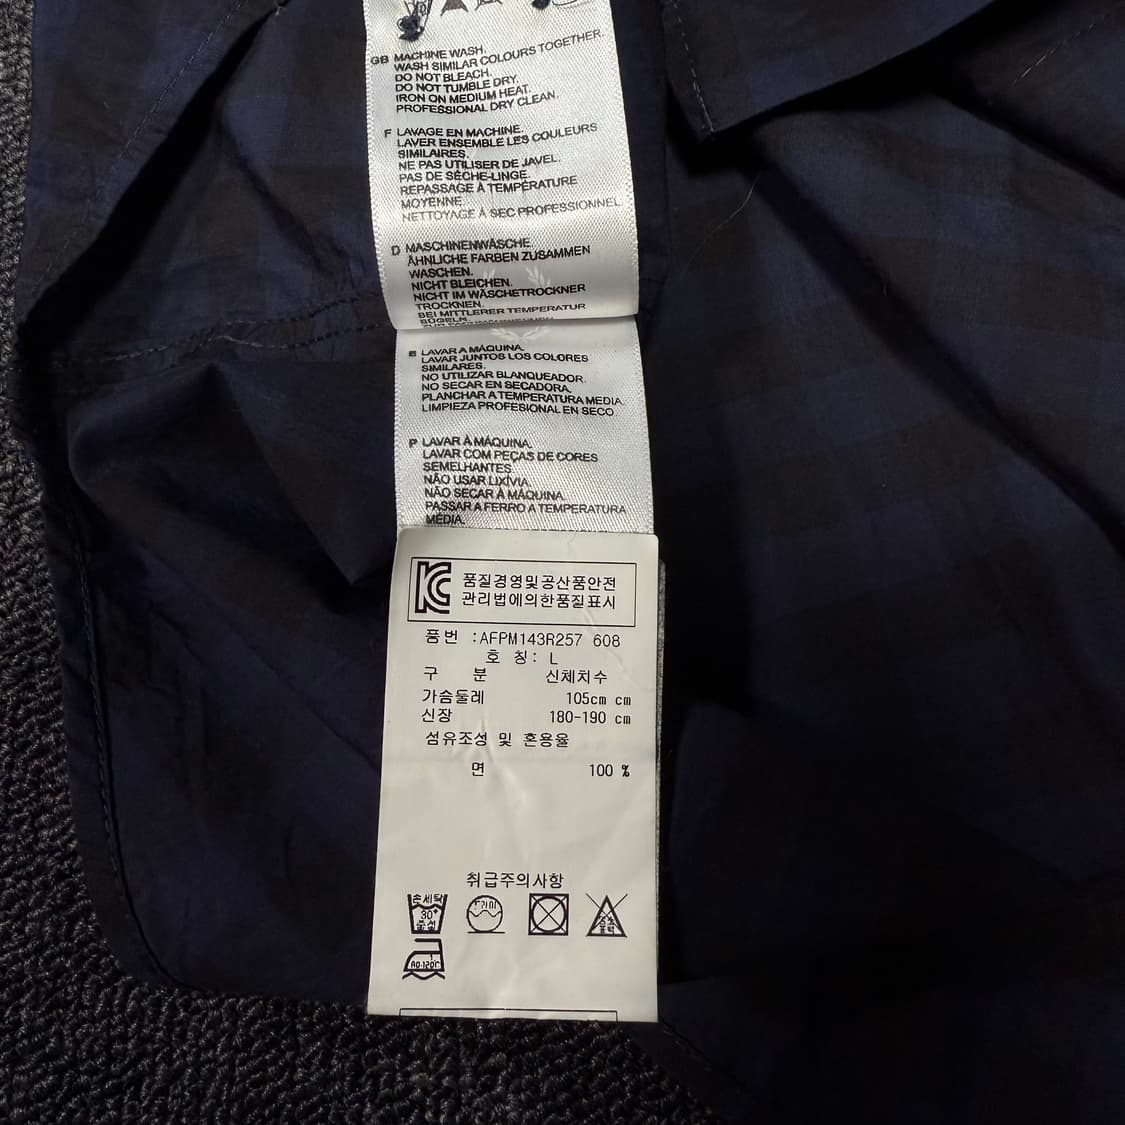 GB MACHINE WASH.
WASH SIMILAR COLOURS TOGETHER.
DO NOT BLEACH.
DO NOT TUMBLE DRY.
IRON ON MEDIUM HEAT.
PROFESSIONAL DRY CLEAN.
F LAVAGE EN MACHINE.
LAVER ENSEMBLE LES COULEURS
SIMILAIRES.
NE PAS UTILISER DE JAVEL.
PAS DE SÈCHE-LINGE.
REPASSAGE À TEMPÉRATURE
MOYENNE.
NETTOYAGE À SEC PROFESSIONNEL.
D MASCHINENWÄSCHE.
ÄHNLICHE FARBEN ZUSAMMEN
WASCHEN.
NICHT BLEICHEN.
NICHT IM WÄSCHETROCKNER
TROCKNEN.
BEI MITTLERER TEMPERATUR
BÜGELN.
E LAVAR A MÁQUINA.
LAVAR JUNTOS LOS COLORES
SIMILARES.
NO UTILIZAR BLANQUEADOR.
NO SECAR EN SECADORA.
PLANCHAR A TEMPERATURA MEDIA.
LIMPIEZA PROFESIONAL EN SECO.
P LAVAR À MÁQUINA.
LAVAR COM PEÇAS DE CORES
SEMELHANTES
NÃO USAR LIXÍVIA.
NÃO SECAR À MÁQUINA.
PASSAR A FERRO A TEMPERATURA
MÉDIA.
품질경영및공산품안전
관리법에의한품질표시
품번 :AFPM143R257 608
호 칭: L
구 분 신체치수
가슴둘레 105cm cm
신장 180-190 cm
섬유조성 및 혼용율
면 100 %
취급주의사항
손세탁
30°
중성